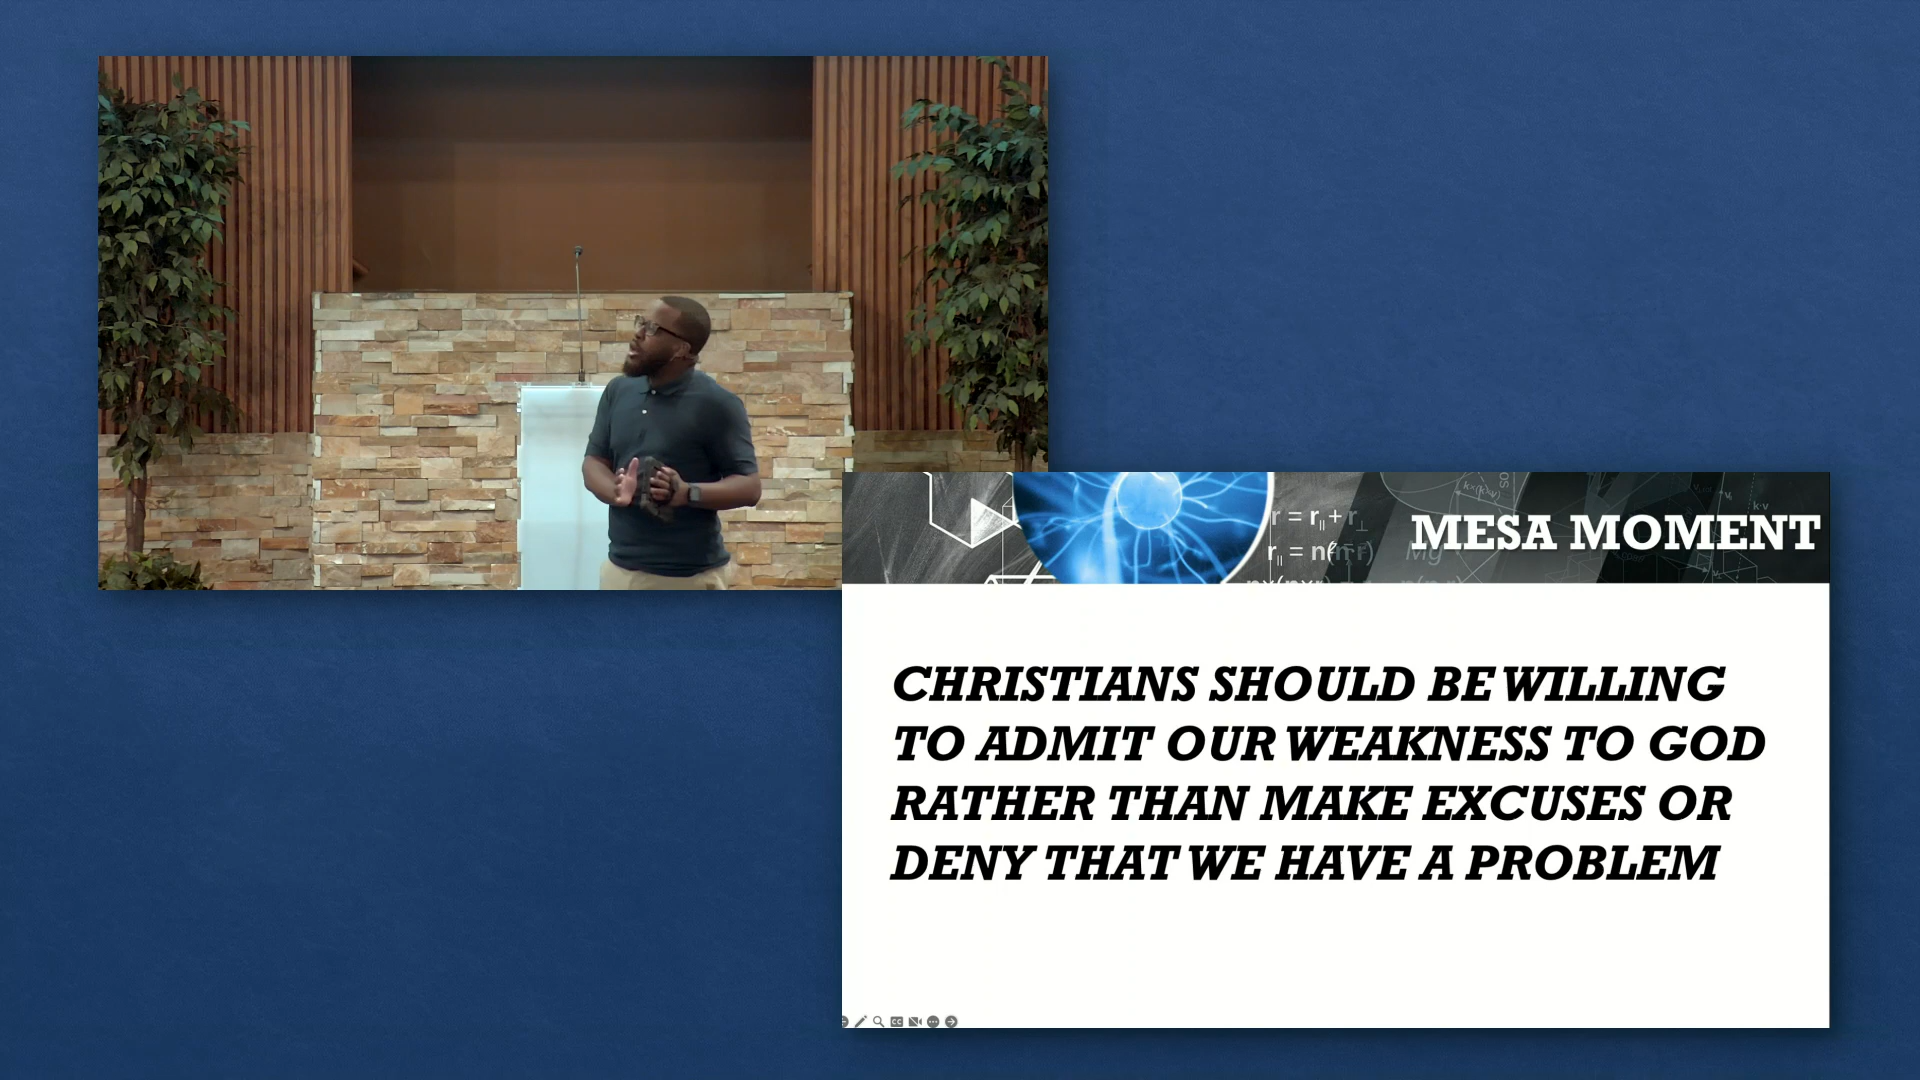 MESA MOMENT
r = r|| + r⊥
r|| = n(n·r)
CHRISTIANS SHOULD BE WILLING
TO ADMIT OUR WEAKNESS TO GOD
RATHER THAN MAKE EXCUSES OR
DENY THAT WE HAVE A PROBLEM
CC